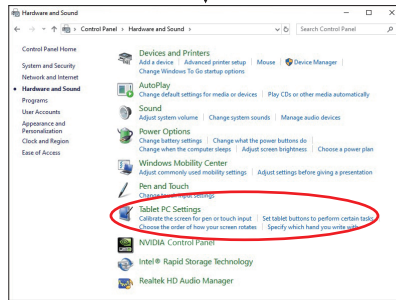 Hardware and Sound
Control Panel > Hardware and Sound >
Search Control Panel
Control Panel Home
System and Security
Network and Internet
Hardware and Sound
Programs
User Accounts
Appearance and
Personalization
Clock and Region
Ease of Access
Devices and Printers
Add a device | Advanced printer setup | Mouse | Device Manager |
Change Windows To Go startup options
AutoPlay
Change default settings for media or devices | Play CDs or other media automatically
Sound
Adjust system volume | Change system sounds | Manage audio devices
Power Options
Change battery settings | Change what the power buttons do |
Change when the computer sleeps | Adjust screen brightness | Choose a power plan
Windows Mobility Center
Adjust commonly used mobility settings | Adjust settings before giving a presentation
Pen and Touch
Change touch input settings
Tablet PC Settings
Calibrate the screen for pen or touch input | Set tablet buttons to perform certain tasks
Choose the order of how your screen rotates | Specify which hand you write with
NVIDIA Control Panel
Intel® Rapid Storage Technology
Realtek HD Audio Manager